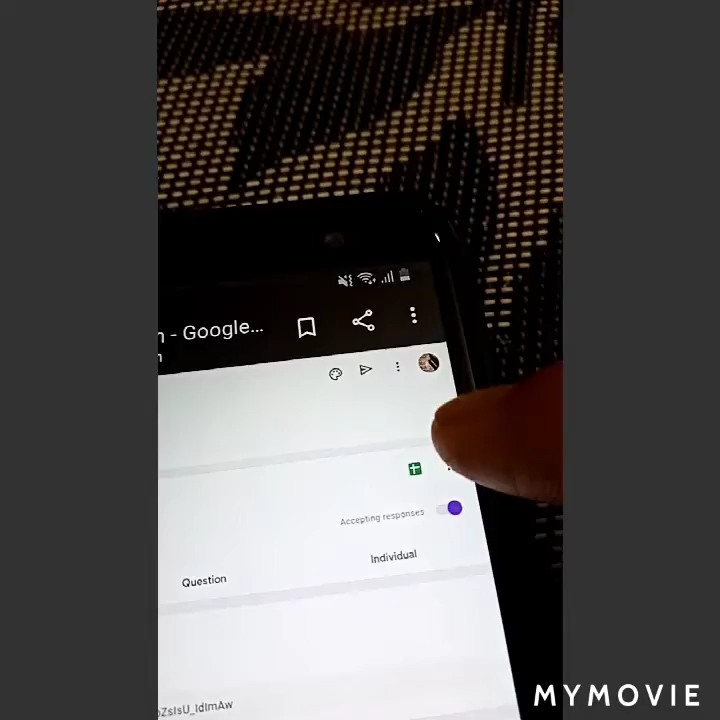 - Google...
Accepting responses
Question
Individual
ZsIsU_IdImAw
MYMOVIE